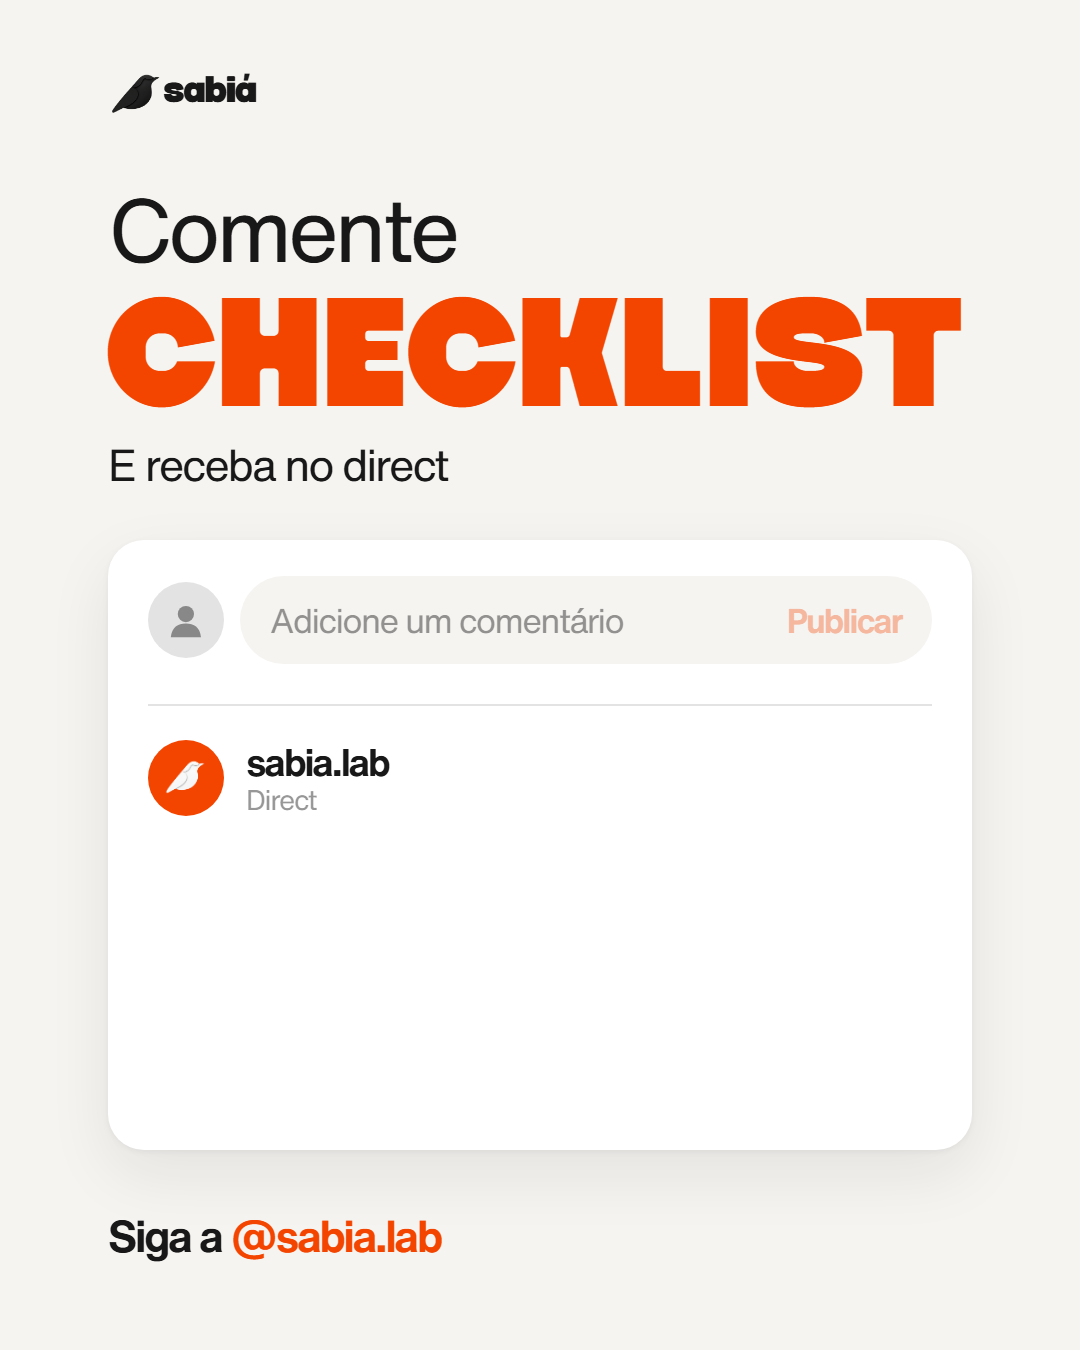 sabiá
Comente
CHECKLIST
E receba no direct
Adicione um comentário
Publicar
sabia.lab
Direct
Siga a @sabia.lab